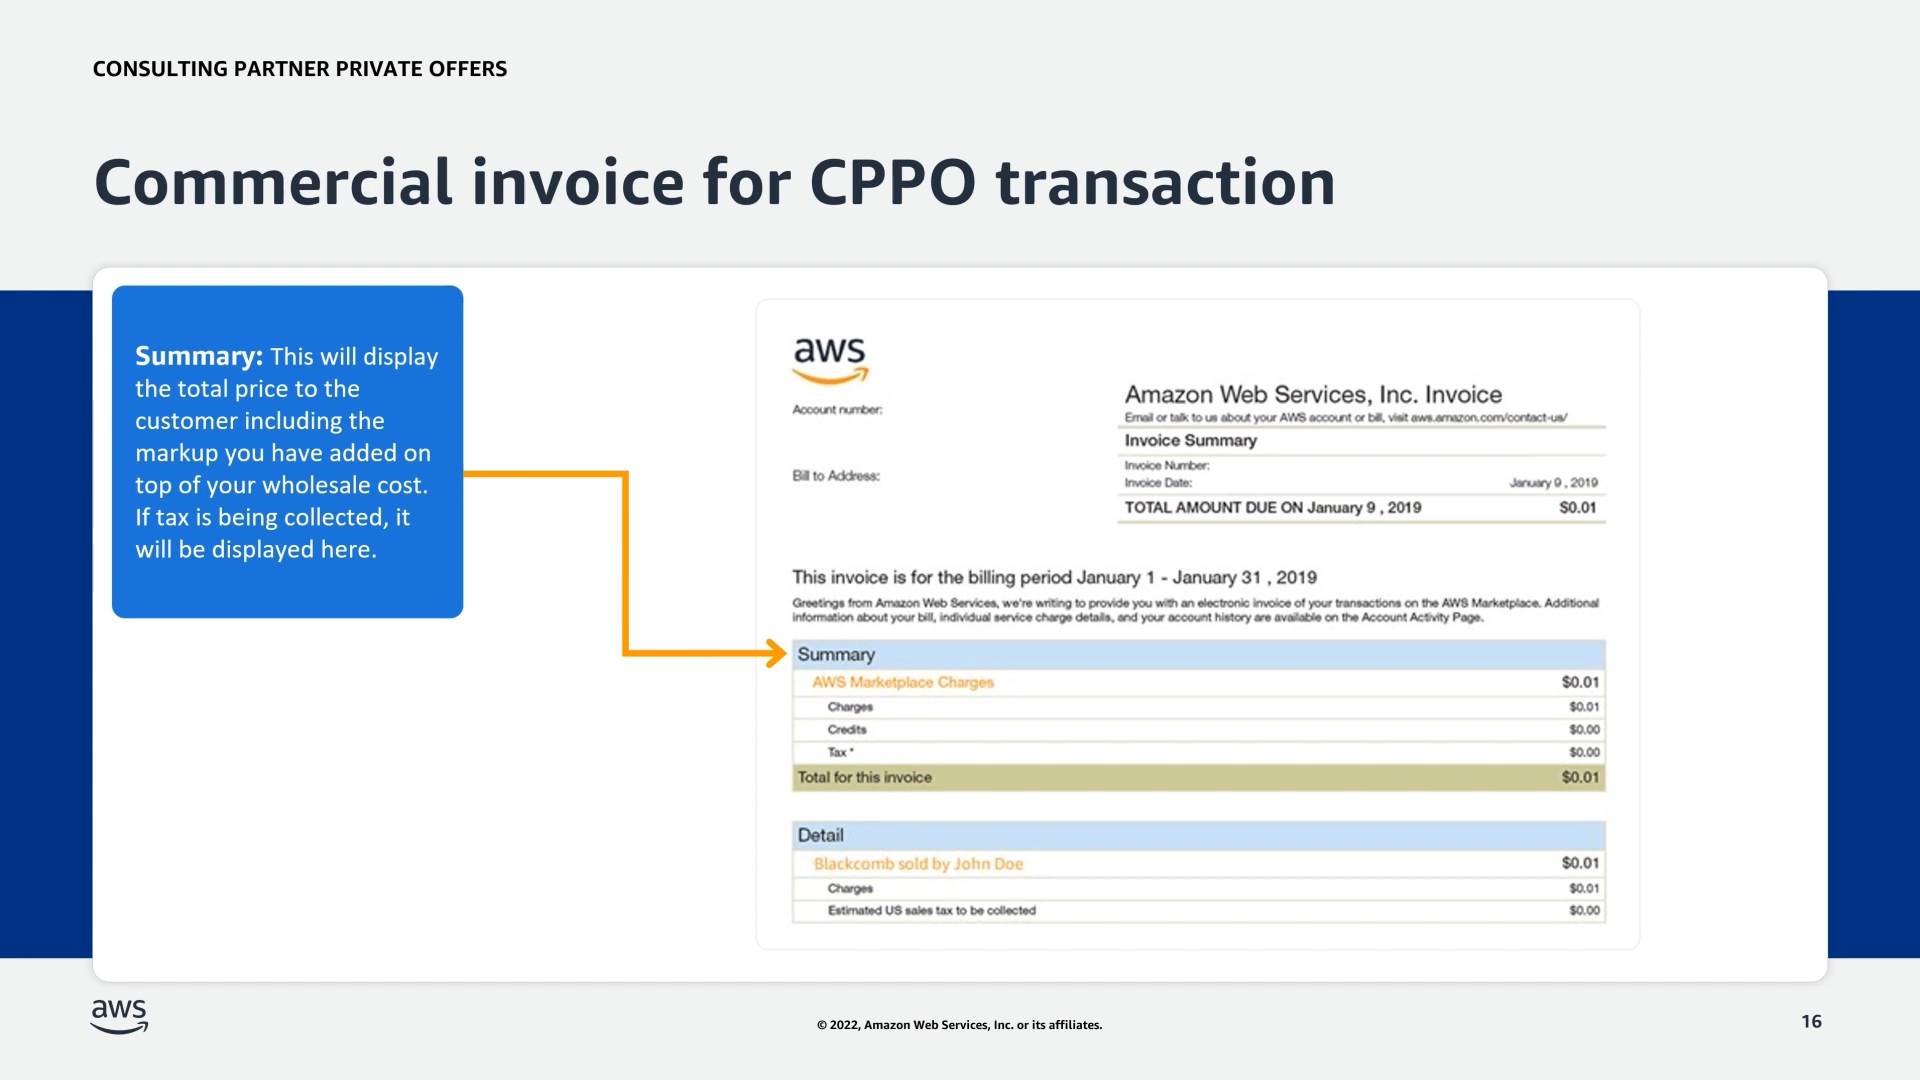 CONSULTING PARTNER PRIVATE OFFERS
Commercial invoice for CPPO transaction
Summary: This will display
the total price to the
customer including the
markup you have added on
top of your wholesale cost.
If tax is being collected, it
will be displayed here.
aws
Account number:
Bill to Address:
Amazon Web Services, Inc. Invoice
Email or talk to us about your AWS account or bill, visit aws.amazon.com/contact-us/
Invoice Summary
Invoice Number:
Invoice Date: January 9 , 2019
TOTAL AMOUNT DUE ON January 9 , 2019 $0.01
This invoice is for the billing period January 1 - January 31 , 2019
Greetings from Amazon Web Services, we're writing to provide you with an electronic invoice of your transactions on the AWS Marketplace. Additional
information about your bill, individual service charge details, and your account history are available on the Account Activity Page.
Summary
AWS Marketplace Charges $0.01
Charges $0.01
Credits $0.00
Tax * $0.00
Total for this invoice $0.01
Detail
Blackcomb sold by John Doe $0.01
Charges $0.01
Estimated US sales tax to be collected $0.00
aws
© 2022, Amazon Web Services, Inc. or its affiliates.
16